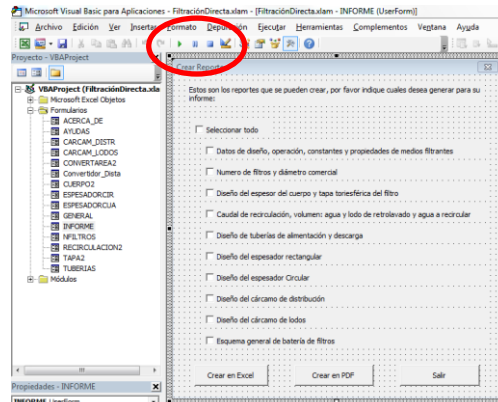 Microsoft Visual Basic para Aplicaciones - FiltraciónDirecta.xlam - [FiltraciónDirecta.xlam - INFORME (UserForm)]
Archivo Edición Ver Insertar Formato Depuración Ejecutar Herramientas Complementos Ventana Ayuda
Proyecto - VBAProject
Crear Reporte
VBAProject (FiltraciónDirecta.xla
Microsoft Excel Objetos
Formularios
ACERCA_DE
AYUDAS
CARCAM_DISTR
CARCAM_LODOS
CONVERTAREA2
Convertidor_Dista
CUERPO2
ESPESADORCIR
ESPESADORCUA
GENERAL
INFORME
NFILTROS
RECIRCULACION2
TAPA2
TUBERIAS
Módulos
Estos son los reportes que se pueden crear, por favor indique cuales desea generar para su
informe:
Seleccionar todo
Datos de diseño, operación, constantes y propiedades de medios filtrantes
Numero de filtros y diámetro comercial
Diseño del espesor del cuerpo y tapa toriesférica del filtro
Caudal de recirculación, volumen: agua y lodo de retrolavado y agua a recircular
Diseño de tuberías de alimentación y descarga
Diseño del espesador rectangular
Diseño del espesador Circular
Diseño del cárcamo de distribución
Diseño del cárcamo de lodos
Esquema general de batería de filtros
Crear en Excel Crear en PDF Salir
Propiedades - INFORME
INFORME UserForm